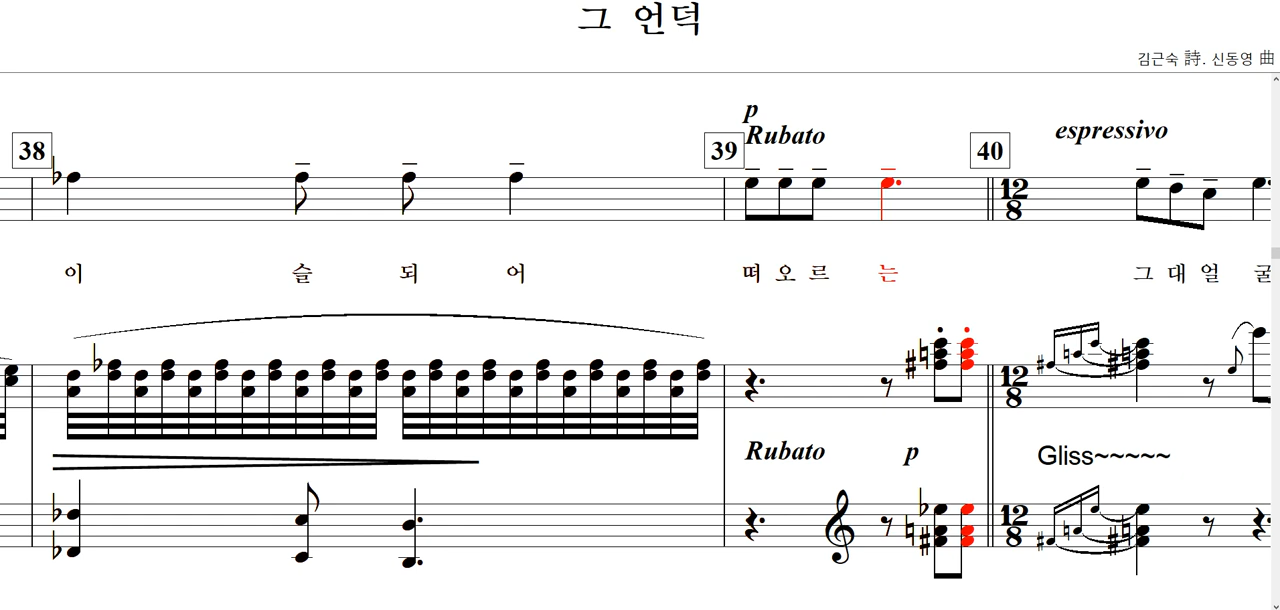 그 언덕
김근숙 詩. 신동영 曲
p
38 Rubato 39 40 espressivo
12 8
이 슬 되 어 떠 오 르 는 그 대 얼 굴
12 8
Rubato p Gliss~~~~~
12 8